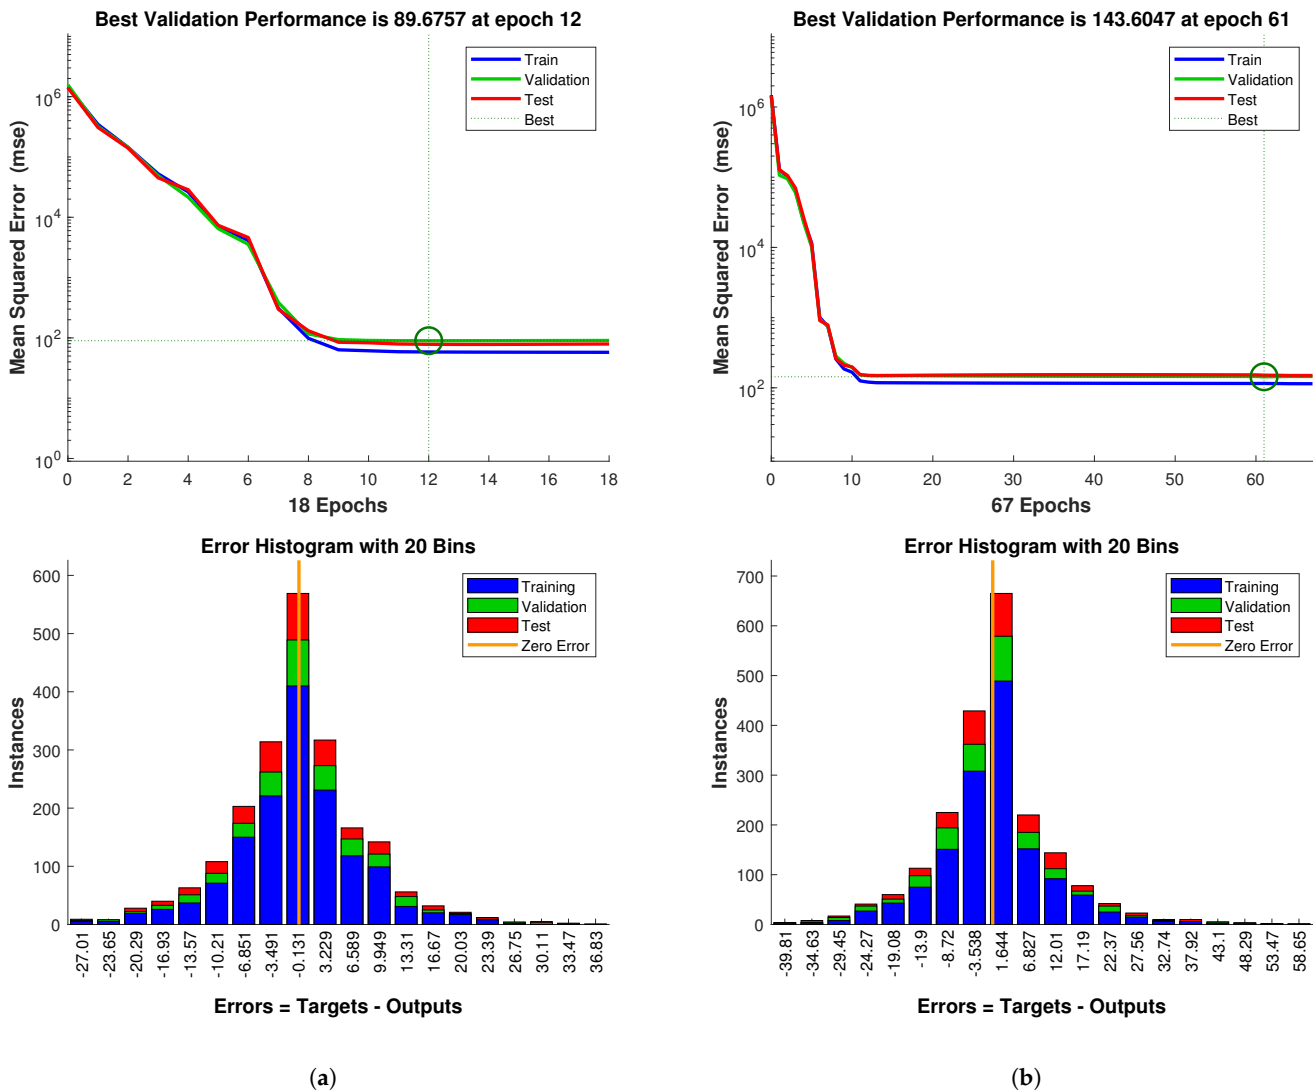 Best Validation Performance is 89.6757 at epoch 12
Mean Squared Error (mse)
10^6
10^4
10^2
10^0
Train
Validation
Test
Best
0 2 4 6 8 10 12 14 16 18
18 Epochs
Best Validation Performance is 143.6047 at epoch 61
Mean Squared Error (mse)
10^6
10^4
10^2
Train
Validation
Test
Best
0 10 20 30 40 50 60
67 Epochs
Error Histogram with 20 Bins
Instances
600
500
400
300
200
100
0
Training
Validation
Test
Zero Error
-27.01 -23.65 -20.29 -16.93 -13.57 -10.21 -6.851 -3.491 -0.131 3.229 6.589 9.949 13.31 16.67 20.03 23.39 26.75 30.11 33.47 36.83
Errors = Targets - Outputs
Error Histogram with 20 Bins
Instances
700
600
500
400
300
200
100
0
Training
Validation
Test
Zero Error
-39.81 -34.63 -29.45 -24.27 -19.08 -13.9 -8.72 -3.538 1.644 6.827 12.01 17.19 22.37 27.56 32.74 37.92 43.1 48.29 53.47 58.65
Errors = Targets - Outputs
(a)
(b)